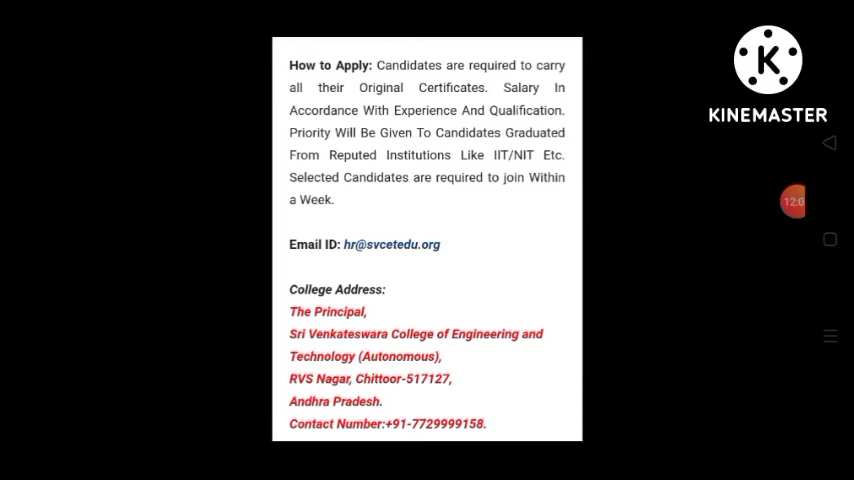 How to Apply: Candidates are required to carry
all their Original Certificates. Salary In
Accordance With Experience And Qualification.
Priority Will Be Given To Candidates Graduated
From Reputed Institutions Like IIT/NIT Etc.
Selected Candidates are required to join Within
a Week.
Email ID: hr@svcetedu.org
College Address:
The Principal,
Sri Venkateswara College of Engineering and
Technology (Autonomous),
RVS Nagar, Chittoor-517127,
Andhra Pradesh.
Contact Number:+91-7729999158.
K
KINEMASTER